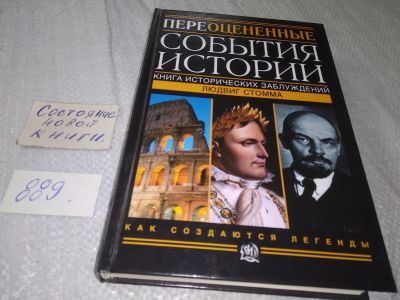 ПЕРЕОЦЕНЕННЫЕ
СОБЫТИЯ
ИСТОРИИ
КНИГА ИСТОРИЧЕСКИХ ЗАБЛУЖДЕНИЙ
ЛЮДВИГ СТОММА
КАК СОЗДАЮТСЯ ЛЕГЕНДЫ
Состояние
новой
книги.
889.